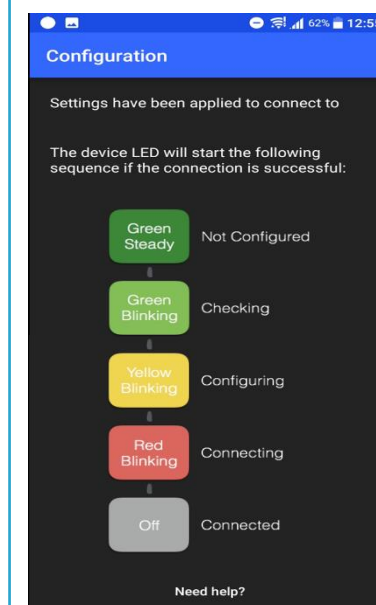 62% 12:55
Configuration
Settings have been applied to connect to
The device LED will start the following
sequence if the connection is successful:
Green
Steady
Not Configured
Green
Blinking
Checking
Yellow
Blinking
Configuring
Red
Blinking
Connecting
Off
Connected
Need help?